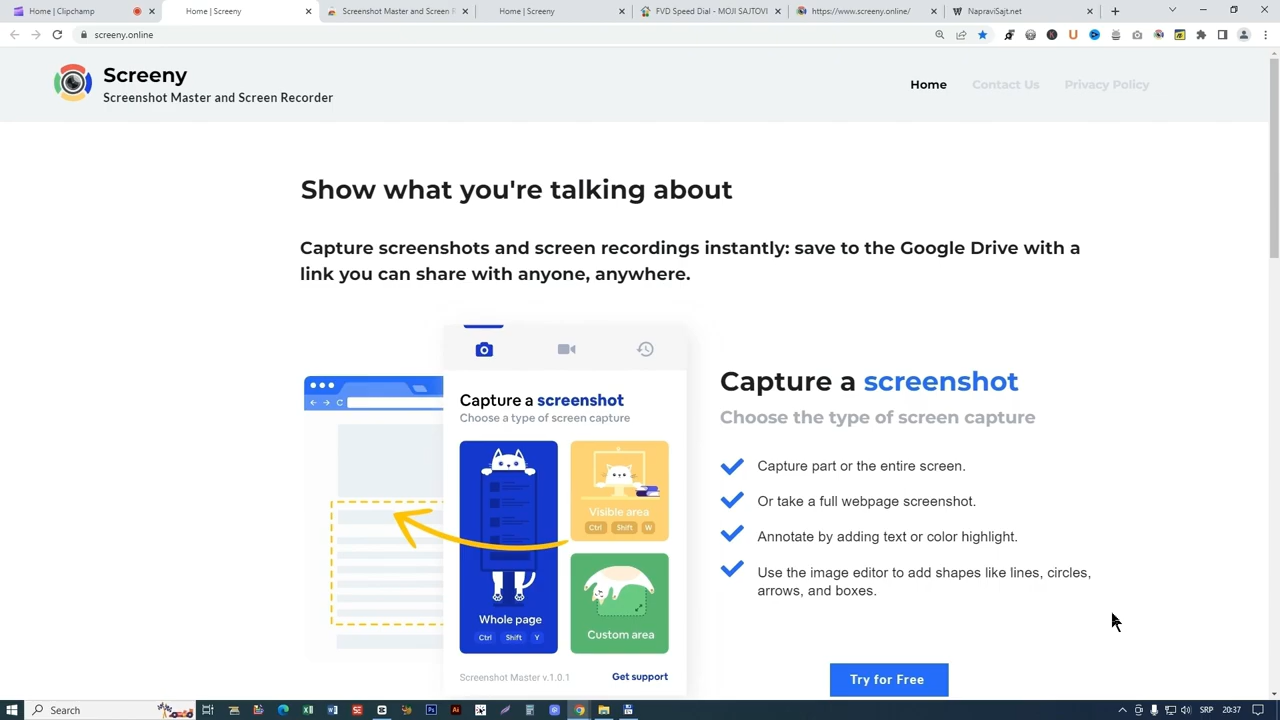 Home | Clipchamp
Home | Screeny
Screenshot Master and Screen R
Home | Screeny
FVD Speed Dial - MOJI SAJTOVI
https://www.screeny.online/
NapraviSajt.net
screeny.online
Screeny
Screenshot Master and Screen Recorder
Home
Contact Us
Privacy Policy
Show what you're talking about
Capture screenshots and screen recordings instantly: save to the Google Drive with a
link you can share with anyone, anywhere.
Capture a screenshot
Choose a type of screen capture
Visible area
Ctrl
Shift
W
Whole page
Ctrl
Shift
Y
Custom area
Screenshot Master v.1.0.1
Get support
Capture a screenshot
Choose the type of screen capture
Capture part or the entire screen.
Or take a full webpage screenshot.
Annotate by adding text or color highlight.
Use the image editor to add shapes like lines, circles,
arrows, and boxes.
Try for Free
Search
SRP
20:37